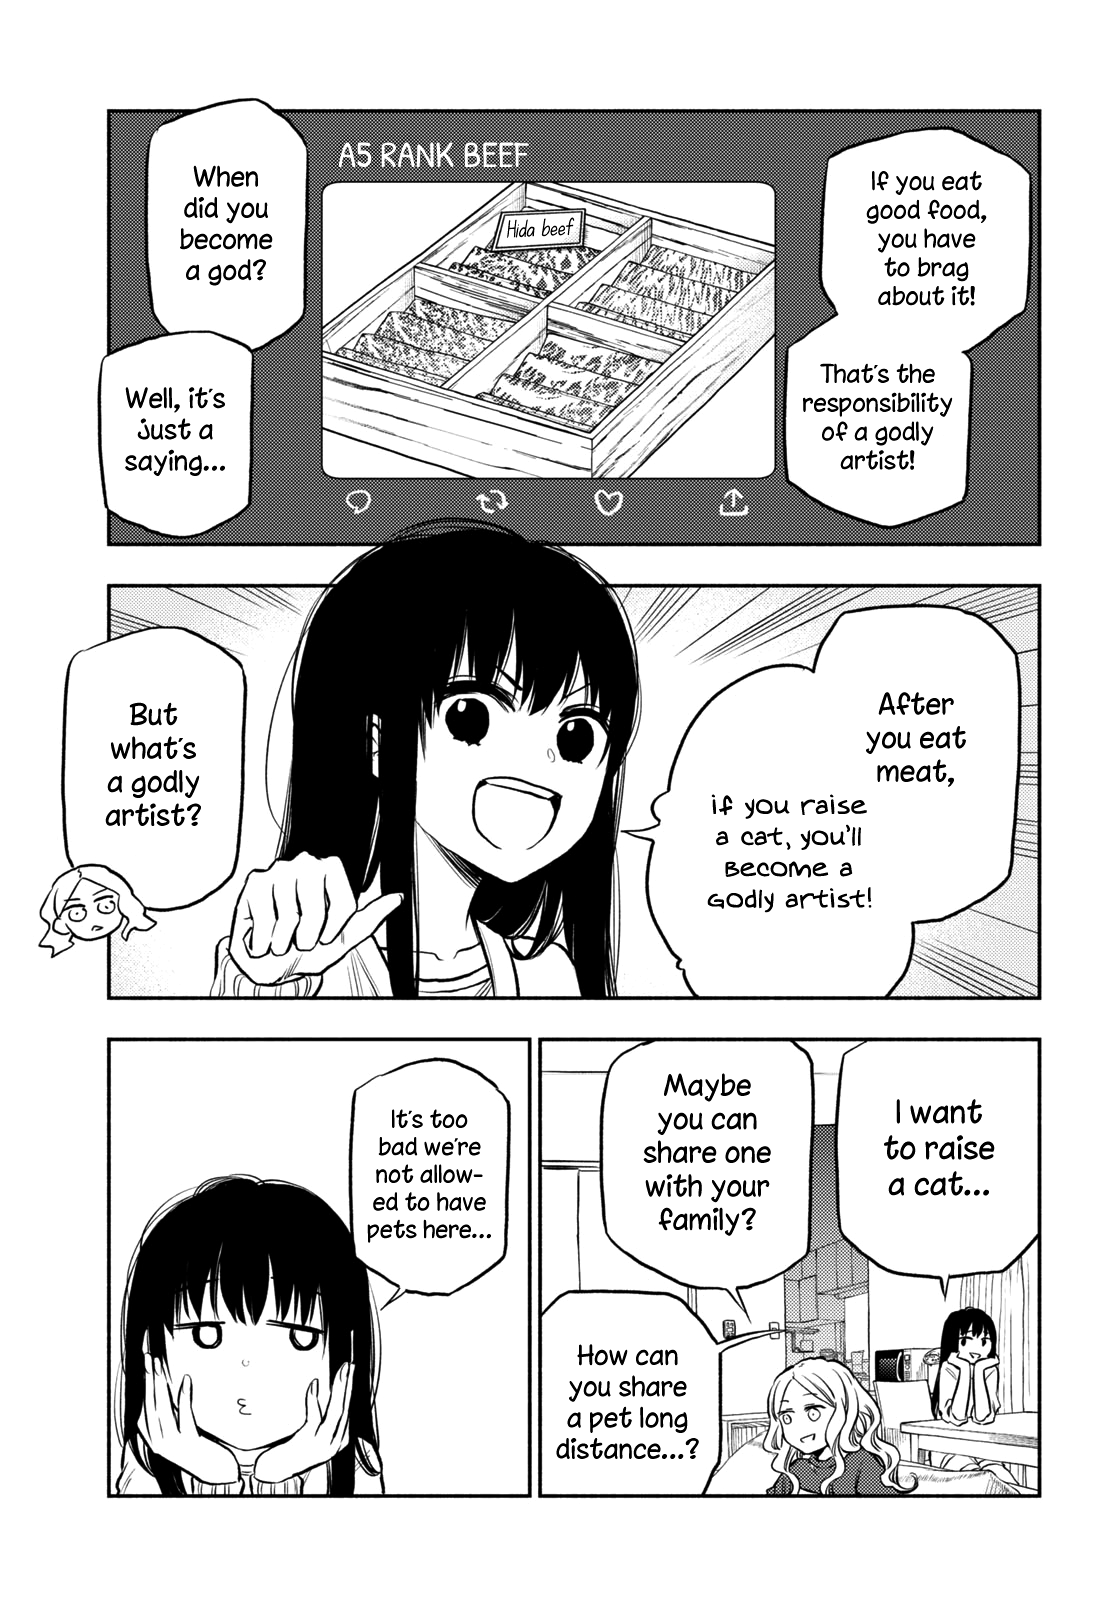 If you eat
good food,
you have
to brag
about it!
That's the
responsibility
of a godly
artist!
A5 RANK BEEF
Hida beef
When
did you
become
a god?
Well, it's
just a
saying...
After
you eat
meat,
if you raise
a cat, you'll
become a
godly artist!
But
what's
a godly
artist?
I want
to raise
a cat...
Maybe
you can
share one
with your
family?
How can
you share
a pet long
distance...?
It's too
bad we're
not allow-
ed to have
pets here...